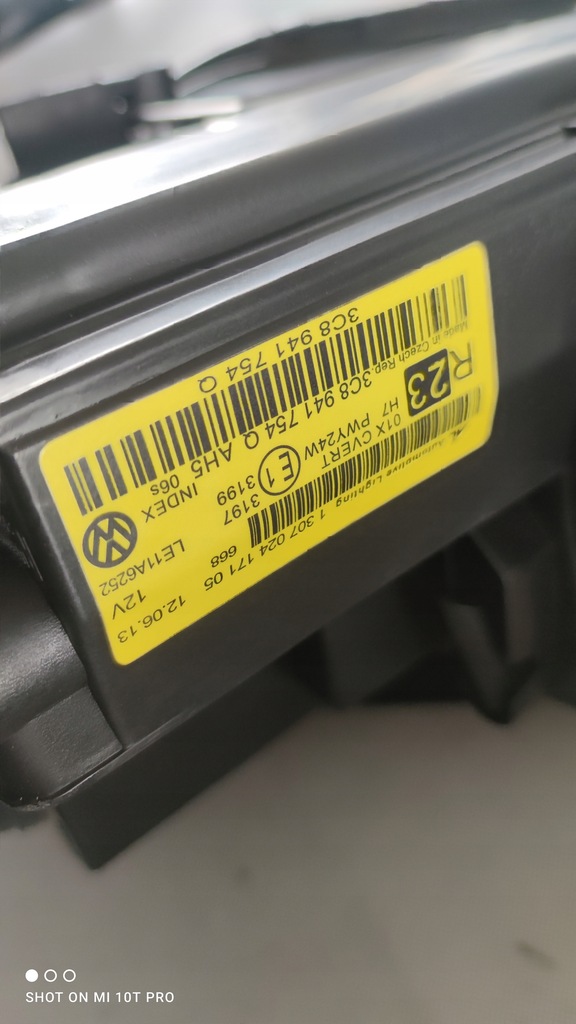 AL Automotive Lighting 1 307 024 171 05 668 12.06.13
01X CVERT
H7 PWY24W
E1
3197
3199
LE11A6252 12V
R 23
INDEX 06s
Made in Czech Rep. 3C8 941 754 Q AH5
3C8 941 754 Q
SHOT ON MI 10T PRO